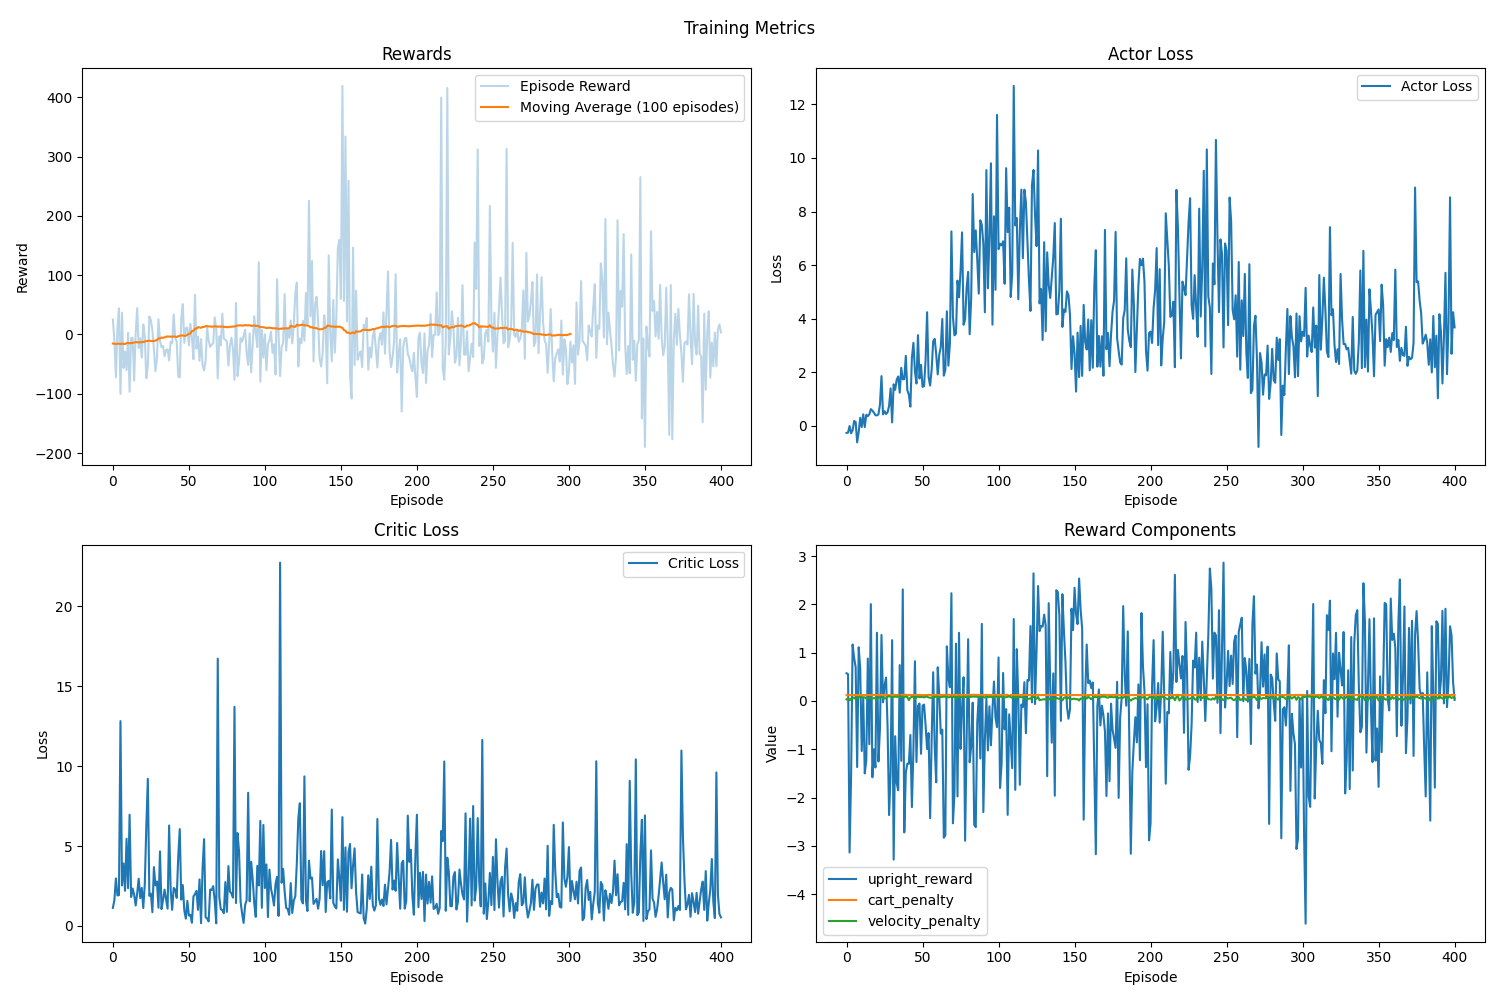 Training Metrics
Rewards
Episode Reward
Moving Average (100 episodes)
400
300
200
100
0
−100
−200
Reward
0 50 100 150 200 250 300 350 400
Episode
Actor Loss
Actor Loss
12
10
8
6
4
2
0
Loss
0 50 100 150 200 250 300 350 400
Episode
Critic Loss
Critic Loss
20
15
10
5
0
Loss
0 50 100 150 200 250 300 350 400
Episode
Reward Components
3
2
1
0
−1
−2
−3
−4
Value
upright_reward
cart_penalty
velocity_penalty
0 50 100 150 200 250 300 350 400
Episode